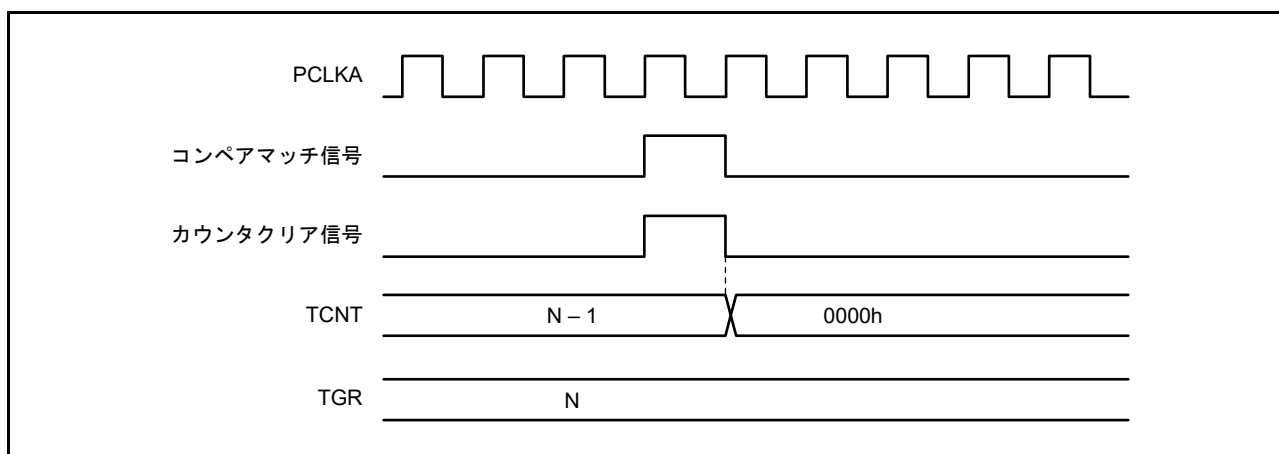 PCLKA
コンペアマッチ信号
カウンタクリア信号
TCNT N – 1 0000h
TGR N